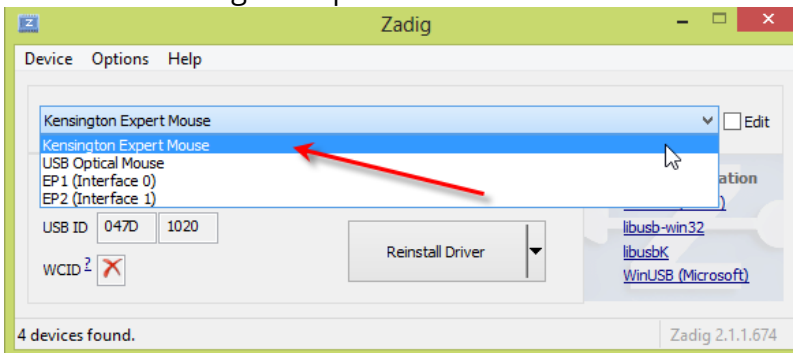 Zadig
Device Options Help
Kensington Expert Mouse Edit
Kensington Expert Mouse
USB Optical Mouse
EP1 (Interface 0)
EP2 (Interface 1)
ation
USB ID 047D 1020
libusb-win32
Reinstall Driver
libusbK
WCID ?
WinUSB (Microsoft)
4 devices found. Zadig 2.1.1.674